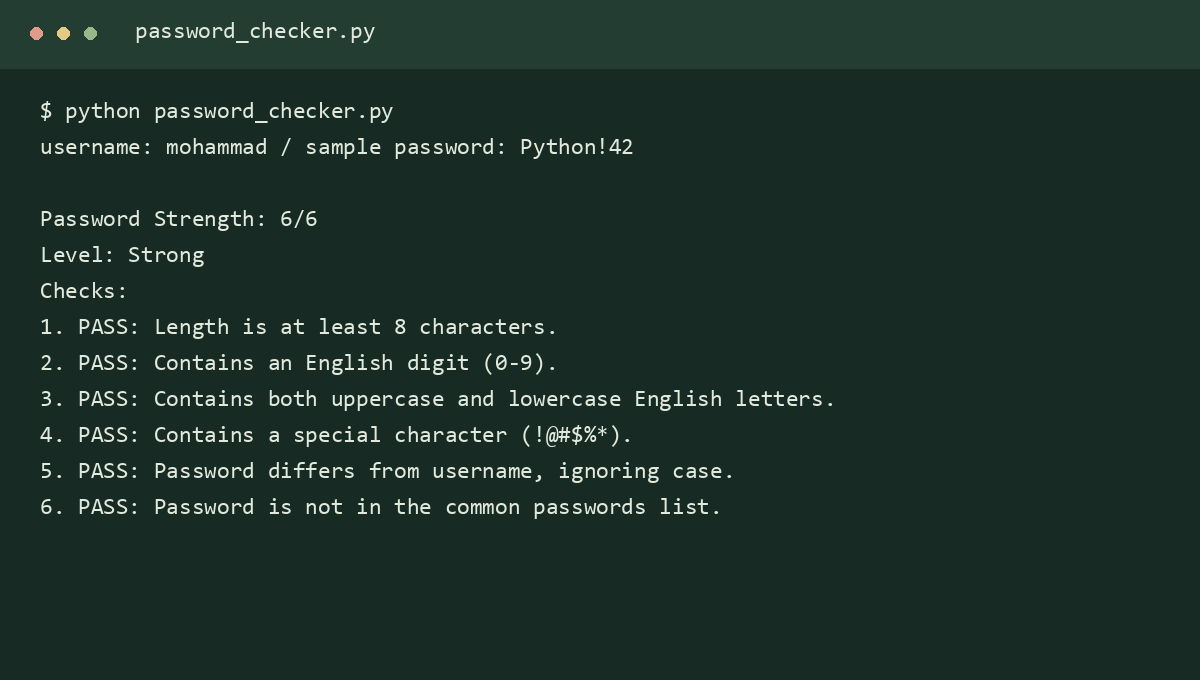 password_checker.py
$ python password_checker.py
username: mohammad / sample password: Python!42
Password Strength: 6/6
Level: Strong
Checks:
1. PASS: Length is at least 8 characters.
2. PASS: Contains an English digit (0-9).
3. PASS: Contains both uppercase and lowercase English letters.
4. PASS: Contains a special character (!@#$%*).
5. PASS: Password differs from username, ignoring case.
6. PASS: Password is not in the common passwords list.